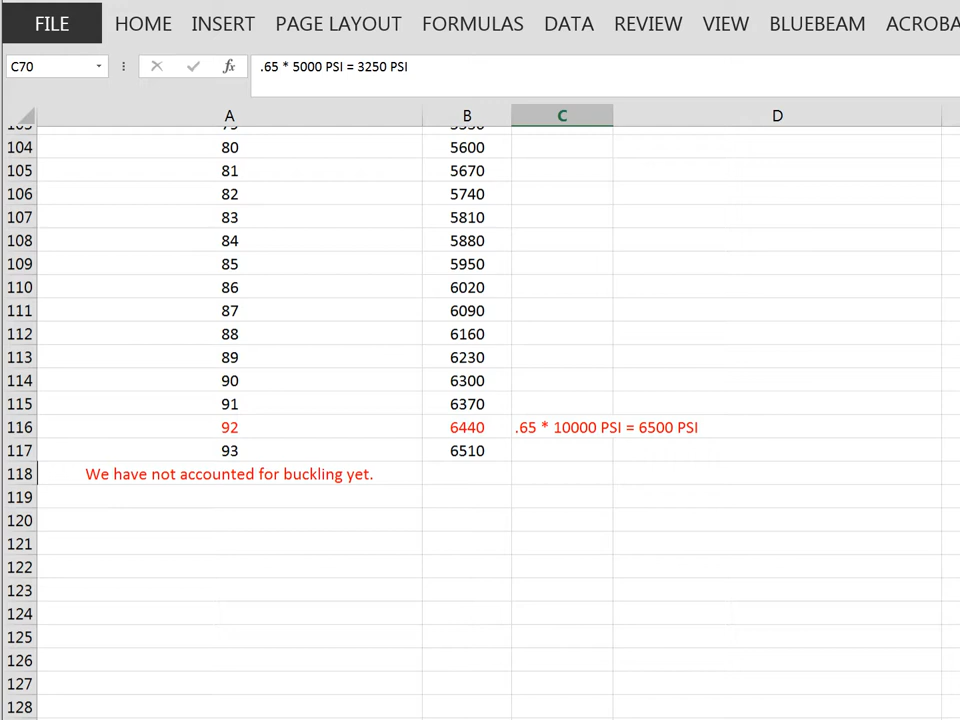 FILE HOME INSERT PAGE LAYOUT FORMULAS DATA REVIEW VIEW BLUEBEAM ACROBA
C70 fx .65 * 5000 PSI = 3250 PSI
A B C D
104 80 5600
105 81 5670
106 82 5740
107 83 5810
108 84 5880
109 85 5950
110 86 6020
111 87 6090
112 88 6160
113 89 6230
114 90 6300
115 91 6370
116 92 6440 .65 * 10000 PSI = 6500 PSI
117 93 6510
118 We have not accounted for buckling yet.
119
120
121
122
123
124
125
126
127
128